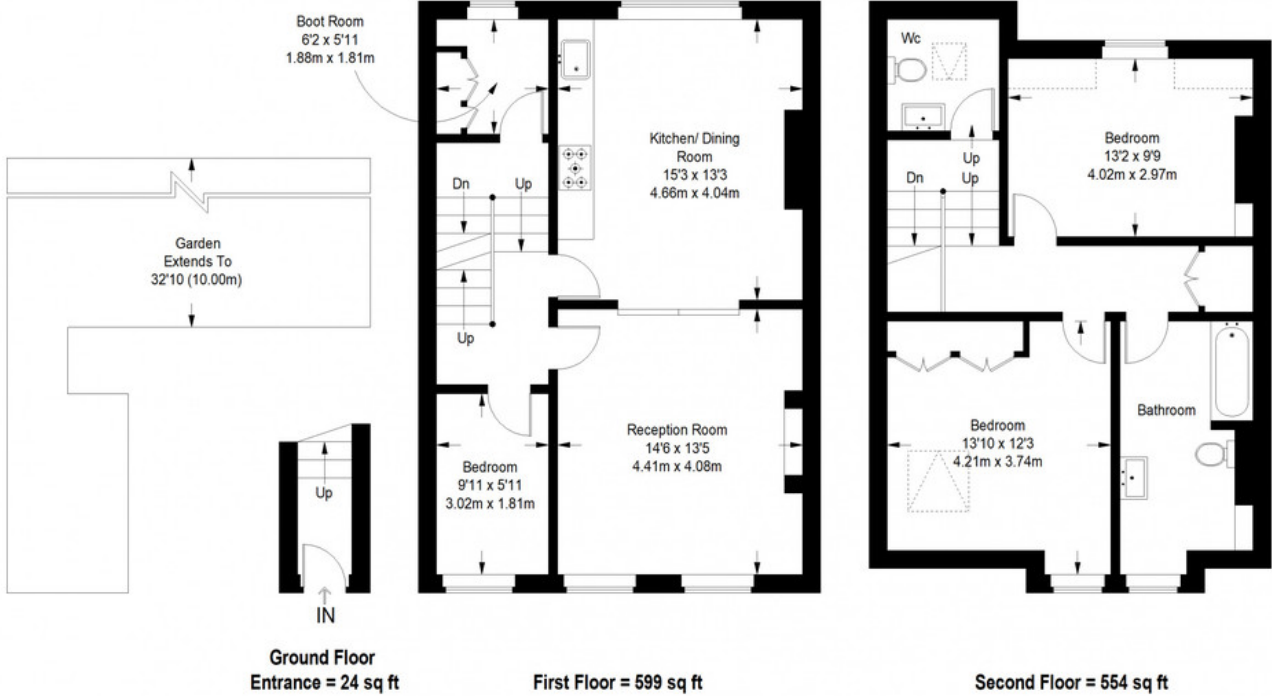 Boot Room
6'2 x 5'11
1.88m x 1.81m
Garden
Extends To
32'10 (10.00m)
Up
IN
Ground Floor
Entrance = 24 sq ft
Dn
Up
Up
Kitchen/ Dining
Room
15'3 x 13'3
4.66m x 4.04m
Bedroom
9'11 x 5'11
3.02m x 1.81m
Reception Room
14'6 x 13'5
4.41m x 4.08m
First Floor = 599 sq ft
Wc
Up
Up
Dn
Bedroom
13'2 x 9'9
4.02m x 2.97m
Bedroom
13'10 x 12'3
4.21m x 3.74m
Bathroom
Second Floor = 554 sq ft